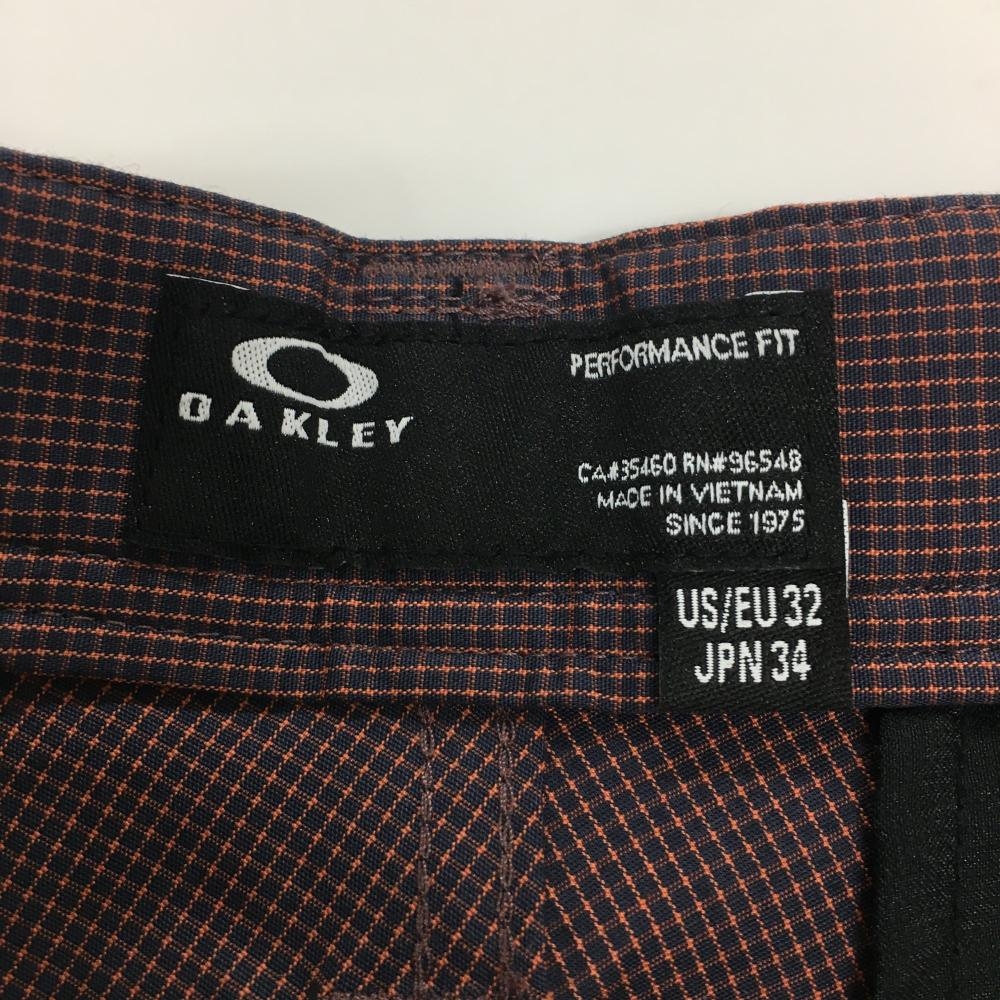 OAKLEY
PERFORMANCE FIT
CA#35460 RN#96548
MADE IN VIETNAM
SINCE 1975
US/EU 32
JPN 34